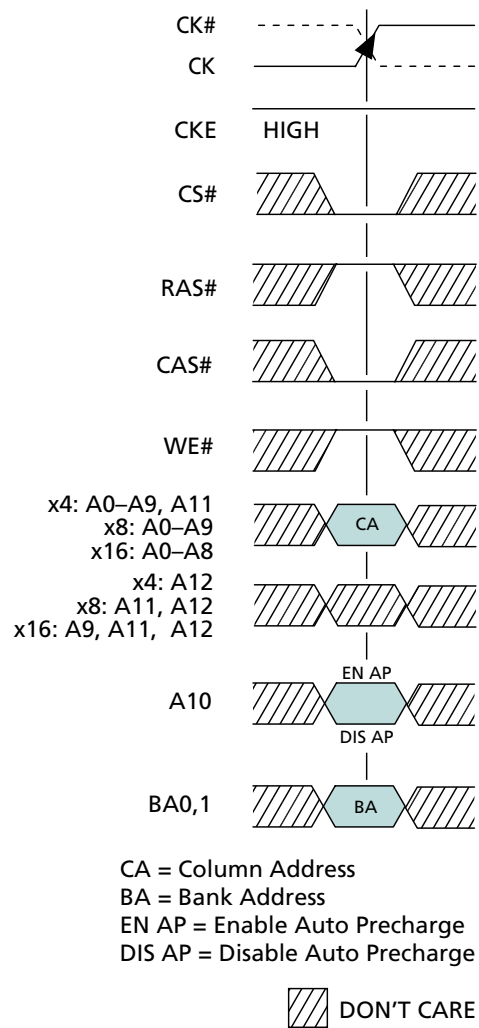 CK#
CK
CKE HIGH
CS#
RAS#
CAS#
WE#
x4: A0–A9, A11
x8: A0–A9
x16: A0–A8
CA
x4: A12
x8: A11, A12
x16: A9, A11, A12
EN AP
A10
DIS AP
BA0,1 BA
CA = Column Address
BA = Bank Address
EN AP = Enable Auto Precharge
DIS AP = Disable Auto Precharge
DON'T CARE